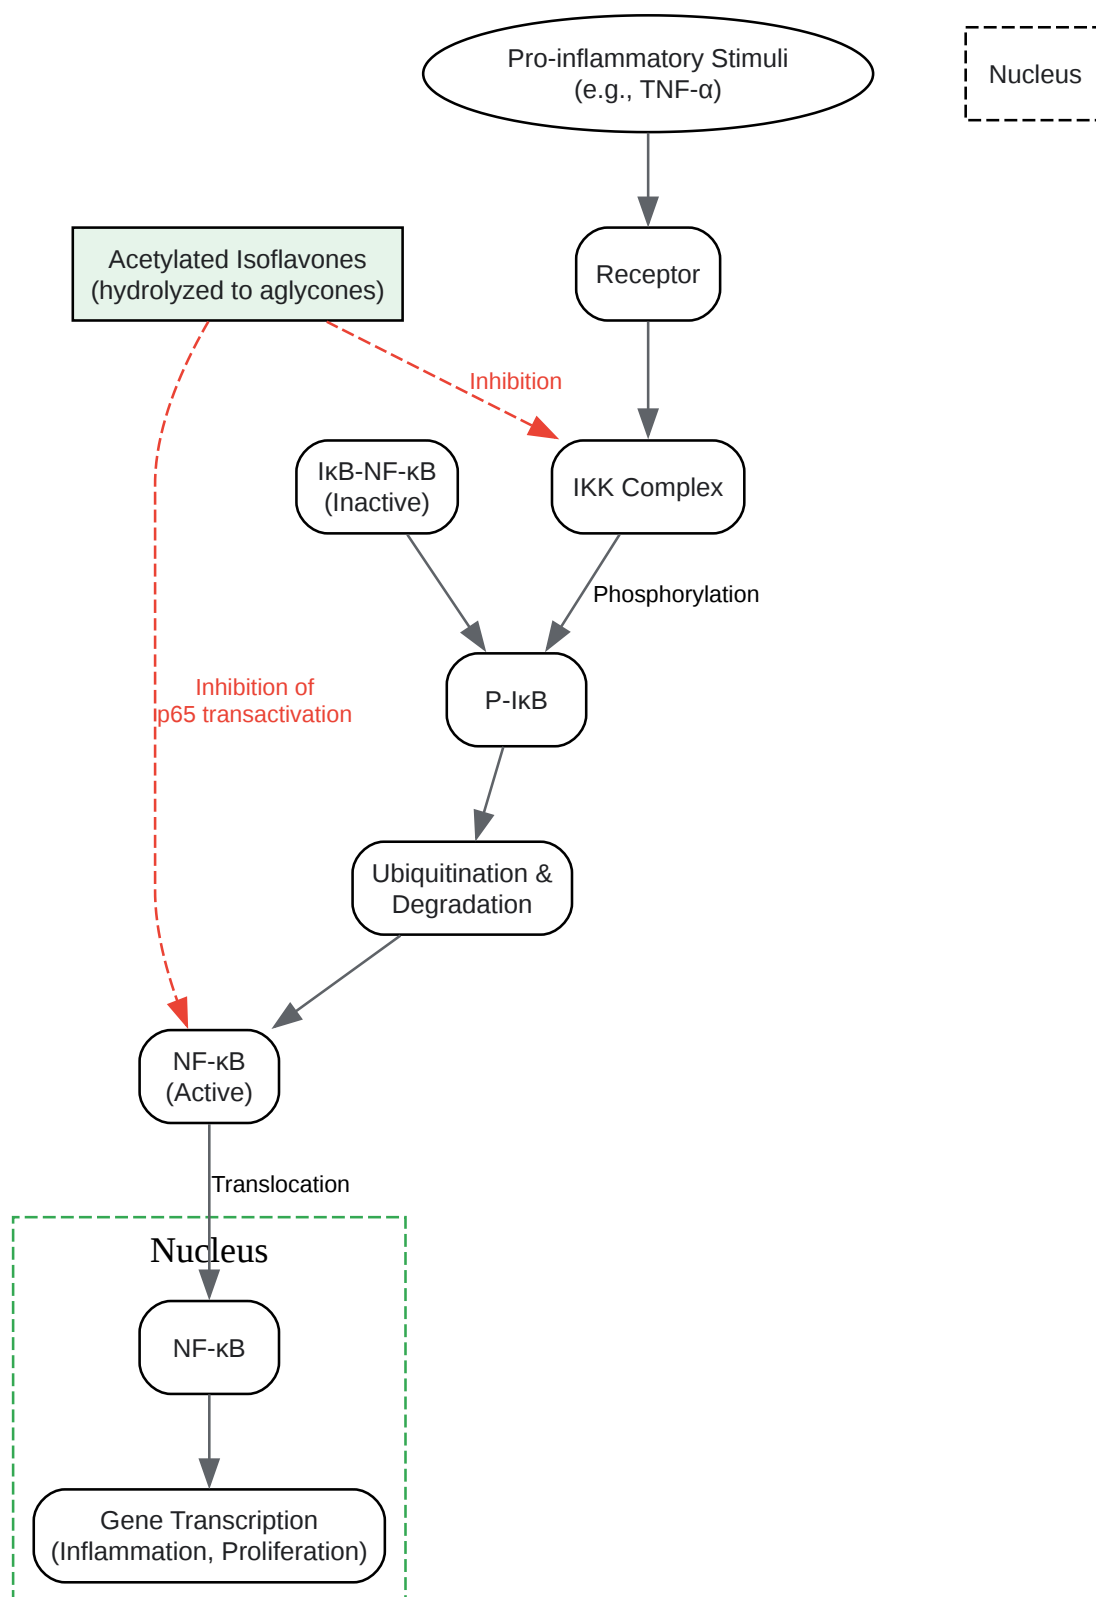 Pro-inflammatory Stimuli
(e.g., TNF-α)
Nucleus
Acetylated Isoflavones
(hydrolyzed to aglycones)
Receptor
Inhibition
IκB-NF-κB
(Inactive)
IKK Complex
Phosphorylation
Inhibition of
p65 transactivation
P-IκB
Ubiquitination &
Degradation
NF-κB
(Active)
Translocation
Nucleus
NF-κB
Gene Transcription
(Inflammation, Proliferation)